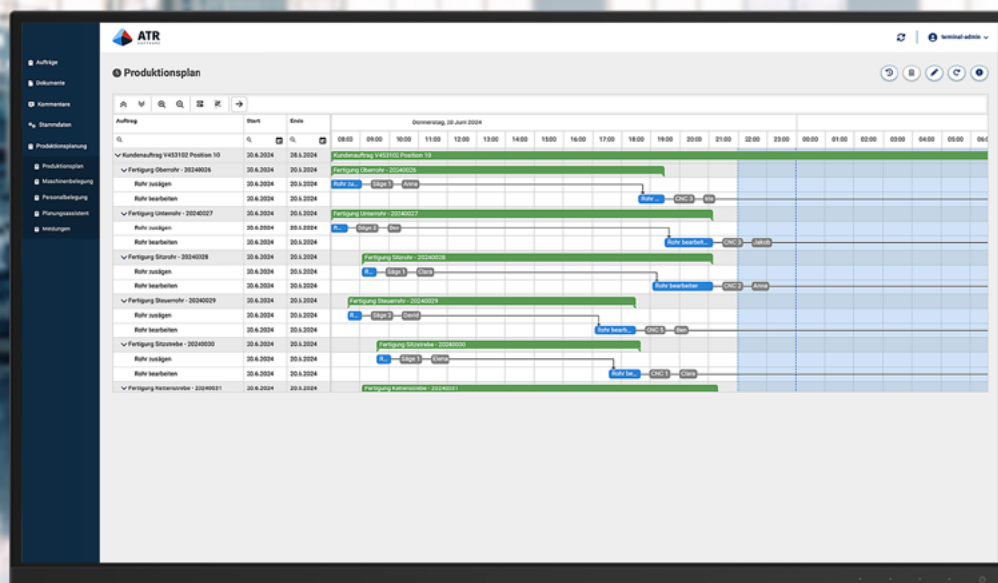 ATR
SOFTWARE
terminal-admin
Aufträge
Dokumente
Kommentare
Stammdaten
Produktionsplanung
Produktionsplan
Maschinenbelegung
Personalbelegung
Planungsassistent
Meldungen
Produktionsplan
Auftrag Start Ende Donnerstag, 20 Juni 2024
08:00 09:00 10:00 11:00 12:00 13:00 14:00 15:00 16:00 17:00 18:00 19:00 20:00 21:00 22:00 23:00 00:00 01:00 02:00 03:00 04:00 05:00
Kundenauftrag V453102 Position 10 20.6.2024 28.6.2024 Kundenauftrag V453102 Position 10
Fertigung Oberrohr - 20240026 20.6.2024 20.6.2024 Fertigung Oberrohr - 20240026
Rohr zusägen 20.6.2024 20.6.2024 Rohr zu... Säge 1 Anna
Rohr bearbeiten 20.6.2024 20.6.2024 Rohr ... CNC 3
Fertigung Unterrohr - 20240027 20.6.2024 20.6.2024 Fertigung Unterrohr - 20240027
Rohr zusägen 20.6.2024 20.6.2024 R... Säge 2 Ben
Rohr bearbeiten 20.6.2024 20.6.2024 Rohr bearbeit... CNC 3 Jakob
Fertigung Sitzrohr - 20240028 20.6.2024 20.6.2024 Fertigung Sitzrohr - 20240028
Rohr zusägen 20.6.2024 20.6.2024 R... Säge 1 Clara
Rohr bearbeiten 20.6.2024 20.6.2024 Rohr bearbeiten CNC 2 Anna
Fertigung Steuerrohr - 20240029 20.6.2024 20.6.2024 Fertigung Steuerrohr - 20240029
Rohr zusägen 20.6.2024 20.6.2024 R... Säge 2 David
Rohr bearbeiten 20.6.2024 20.6.2024 Rohr bearb... CNC 5 Ben
Fertigung Sitzstrebe - 20240030 20.6.2024 20.6.2024 Fertigung Sitzstrebe - 20240030
Rohr zusägen 20.6.2024 20.6.2024 R... Säge 1 Elena
Rohr bearbeiten 20.6.2024 20.6.2024 Rohr be... CNC 1 Clara
Fertigung Kettenstrebe - 20240031 20.6.2024 20.6.2024 Fertigung Kettenstrebe - 20240031